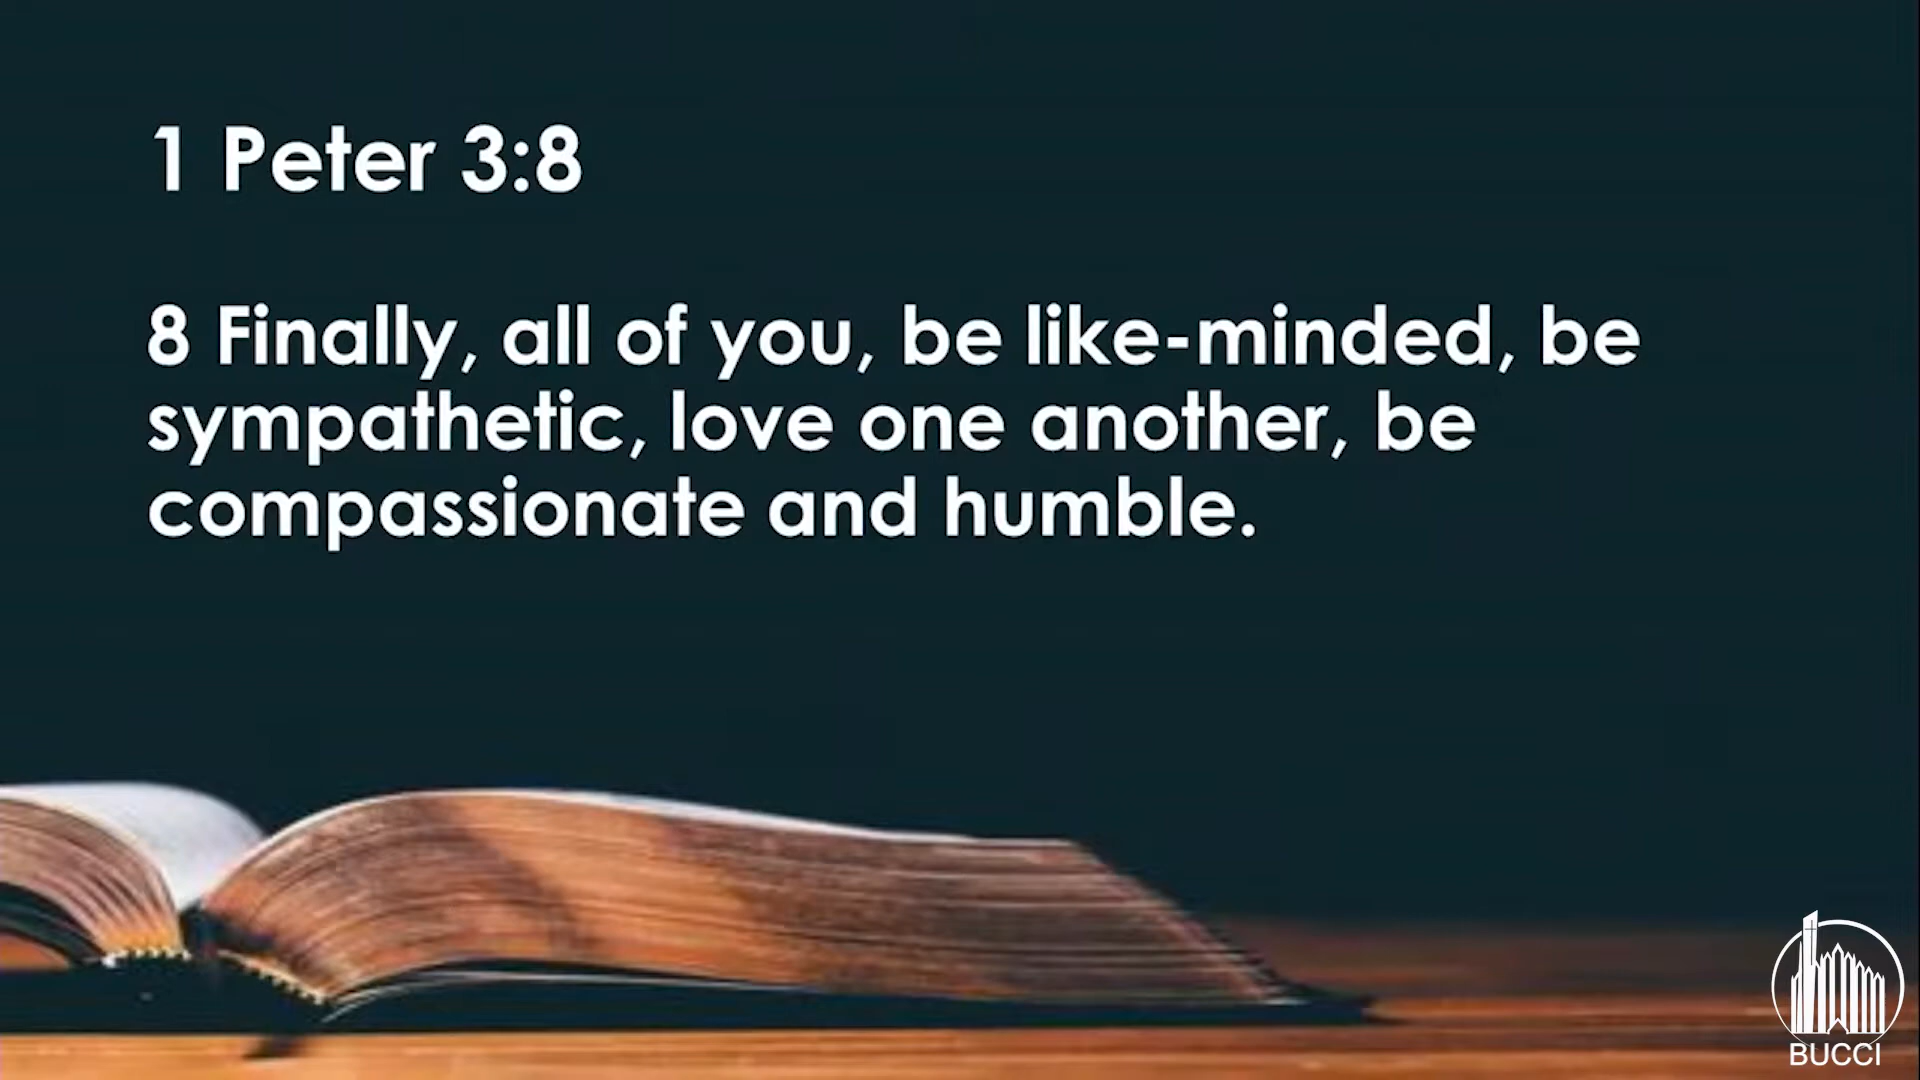 1 Peter 3:8
8 Finally, all of you, be like-minded, be
sympathetic, love one another, be
compassionate and humble.
BUCCI